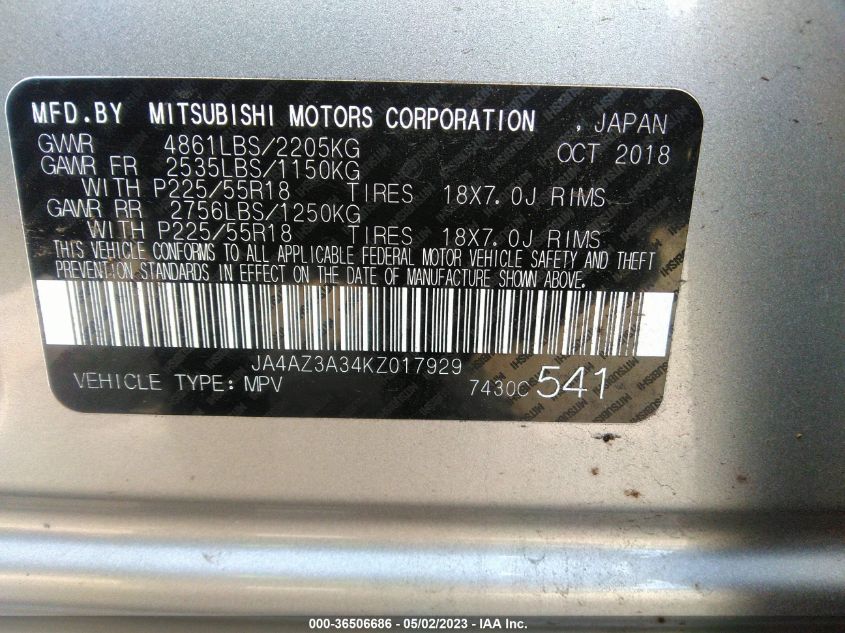 MFD.BY MITSUBISHI MOTORS CORPORATION , JAPAN
GVWR 4861LBS/2205KG OCT 2018
GAWR FR 2535LBS/1150KG
WITH P225/55R18 TIRES 18X7.0J RIMS
GAWR RR 2756LBS/1250KG
WITH P225/55R18 TIRES 18X7.0J RIMS
THIS VEHICLE CONFORMS TO ALL APPLICABLE FEDERAL MOTOR VEHICLE SAFETY AND THEFT
PREVENTION STANDARDS IN EFFECT ON THE DATE OF MANUFACTURE SHOWN ABOVE.
JA4AZ3A34KZ017929
VEHICLE TYPE: MPV 7430C 541
000-36506686 - 05/02/2023 - IAA Inc.